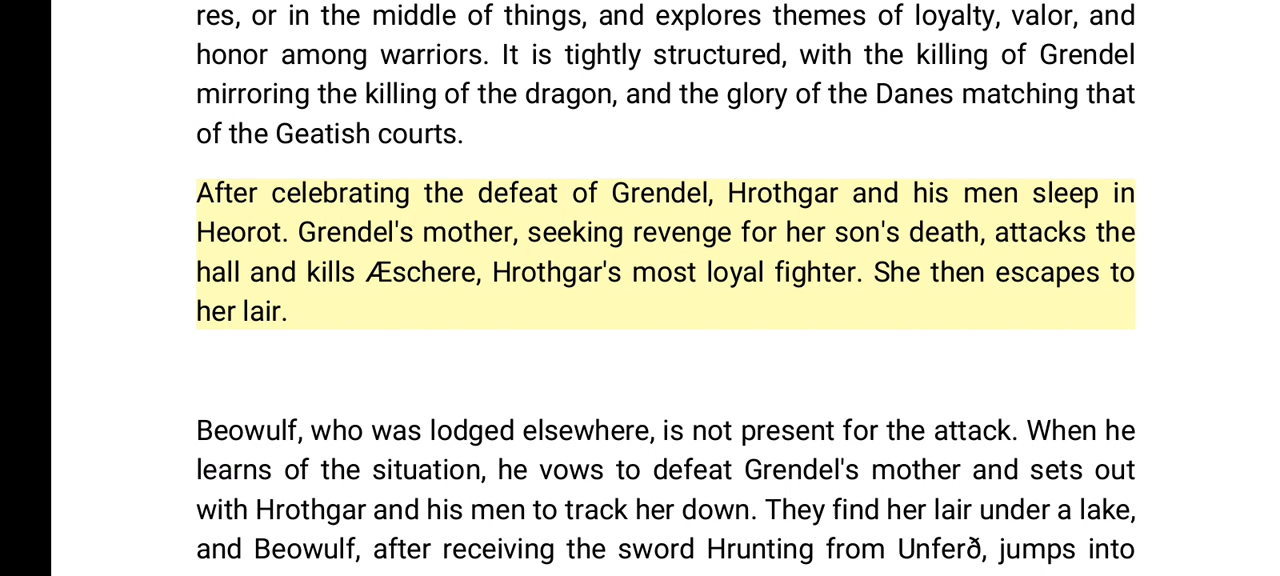 res, or in the middle of things, and explores themes of loyalty, valor, and
honor among warriors. It is tightly structured, with the killing of Grendel
mirroring the killing of the dragon, and the glory of the Danes matching that
of the Geatish courts.
After celebrating the defeat of Grendel, Hrothgar and his men sleep in
Heorot. Grendel's mother, seeking revenge for her son's death, attacks the
hall and kills Æschere, Hrothgar's most loyal fighter. She then escapes to
her lair.
Beowulf, who was lodged elsewhere, is not present for the attack. When he
learns of the situation, he vows to defeat Grendel's mother and sets out
with Hrothgar and his men to track her down. They find her lair under a lake,
and Beowulf, after receiving the sword Hrunting from Unferð, jumps into